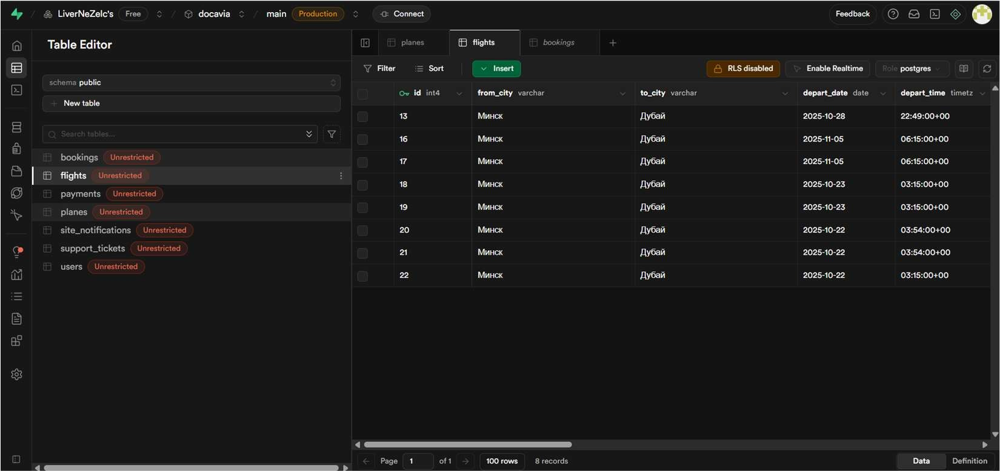 LiverNeZelc's Free docavia main Production Connect Feedback
Table Editor
schema public
New table
Search tables...
bookings Unrestricted
flights Unrestricted
payments Unrestricted
planes Unrestricted
site_notifications Unrestricted
support_tickets Unrestricted
users Unrestricted
planes flights bookings
Filter Sort Insert RLS disabled Enable Realtime Role postgres
id int4 from_city varchar to_city varchar depart_date date depart_time timetz
13 Минск Дубай 2025-10-28 22:49:00+00
16 Минск Дубай 2025-11-05 06:15:00+00
17 Минск Дубай 2025-11-05 06:15:00+00
18 Минск Дубай 2025-10-23 03:15:00+00
19 Минск Дубай 2025-10-23 03:15:00+00
20 Минск Дубай 2025-10-22 03:54:00+00
21 Минск Дубай 2025-10-22 03:54:00+00
22 Минск Дубай 2025-10-22 03:15:00+00
Page 1 of 1 100 rows 8 records Data Definition